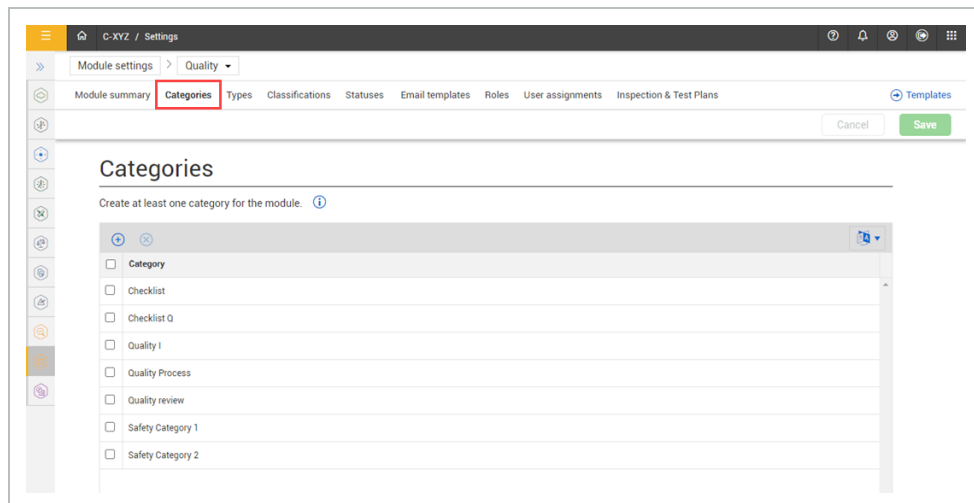 C-XYZ / Settings
Module settings > Quality
Module summary Categories Types Classifications Statuses Email templates Roles User assignments Inspection & Test Plans Templates
Cancel Save
Categories
Create at least one category for the module.
Category
Checklist
Checklist Q
Quality I
Quality Process
Quality review
Safety Category 1
Safety Category 2